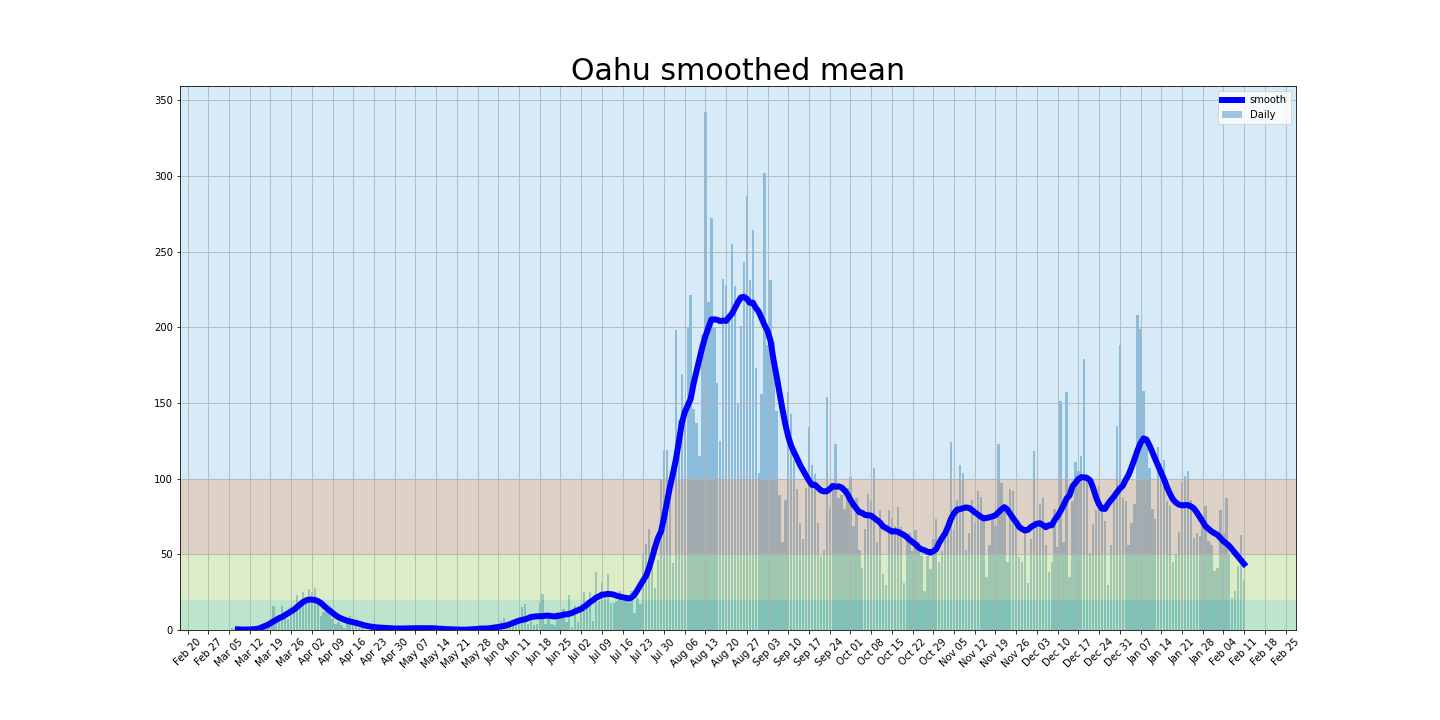 Oahu smoothed mean
smooth
Daily
350
300
250
200
150
100
50
0
Feb 20
Feb 27
Mar 05
Mar 12
Mar 19
Mar 26
Apr 02
Apr 09
Apr 16
Apr 23
Apr 30
May 07
May 14
May 21
May 28
Jun 04
Jun 11
Jun 18
Jun 25
Jul 02
Jul 09
Jul 16
Jul 23
Jul 30
Aug 06
Aug 13
Aug 20
Aug 27
Sep 03
Sep 10
Sep 17
Sep 24
Oct 01
Oct 08
Oct 15
Oct 22
Oct 29
Nov 05
Nov 12
Nov 19
Nov 26
Dec 03
Dec 10
Dec 17
Dec 24
Dec 31
Jan 07
Jan 14
Jan 21
Jan 28
Feb 04
Feb 11
Feb 18
Feb 25